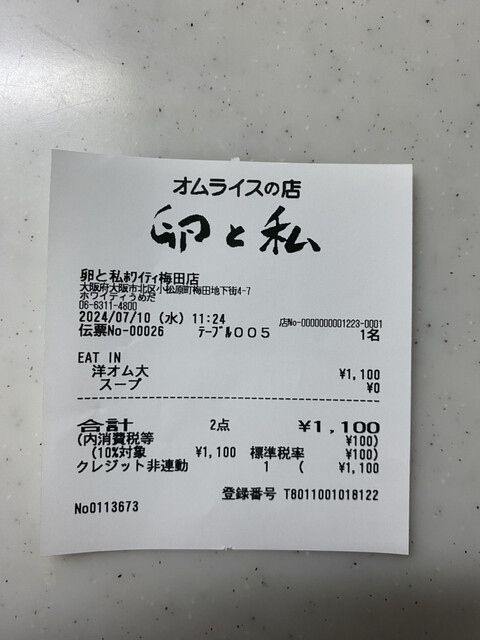 オムライスの店
卵と私
卵と私ﾎﾜｲﾃｨ梅田店
大阪府大阪市北区小松原町梅田地下街4-7
ホワイティうめだ
06-6311-4800
2024/07/10 (水) 11:24 店No-0000000001223-0001
伝票No-00026 ﾃｰﾌﾞﾙ005 1名
EAT IN
洋オム大 ¥1,100
スープ ¥0
合計 2点 ¥1,100
(内消費税等 ¥100)
(10%対象 ¥1,100 標準税率 ¥100)
クレジット非連動 1 ( ¥1,100
登録番号 T8011001018122
No0113673